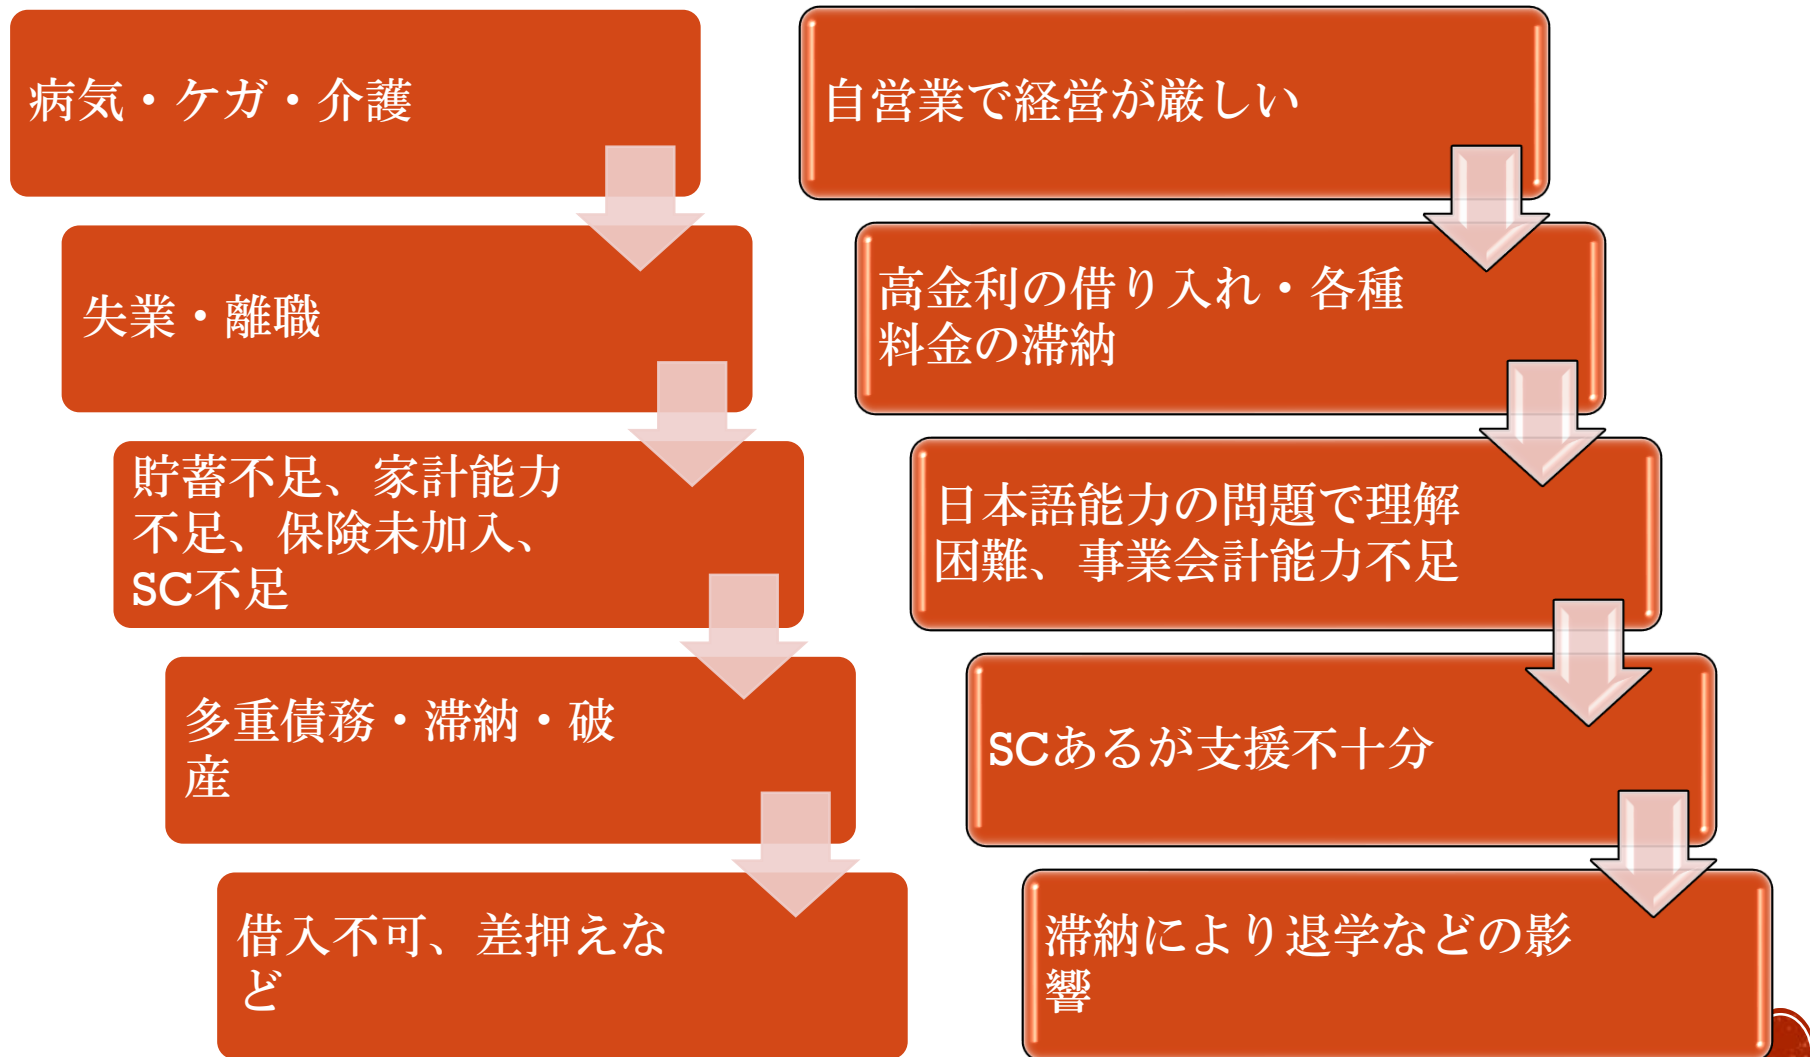 病気・ケガ・介護
失業・離職
貯蓄不足、家計能力
不足、保険未加入、
SC不足
多重債務・滞納・破
産
借入不可、差押えな
ど
自営業で経営が厳しい
高金利の借り入れ・各種
料金の滞納
日本語能力の問題で理解
困難、事業会計能力不足
SCあるが支援不十分
滞納により退学などの影
響